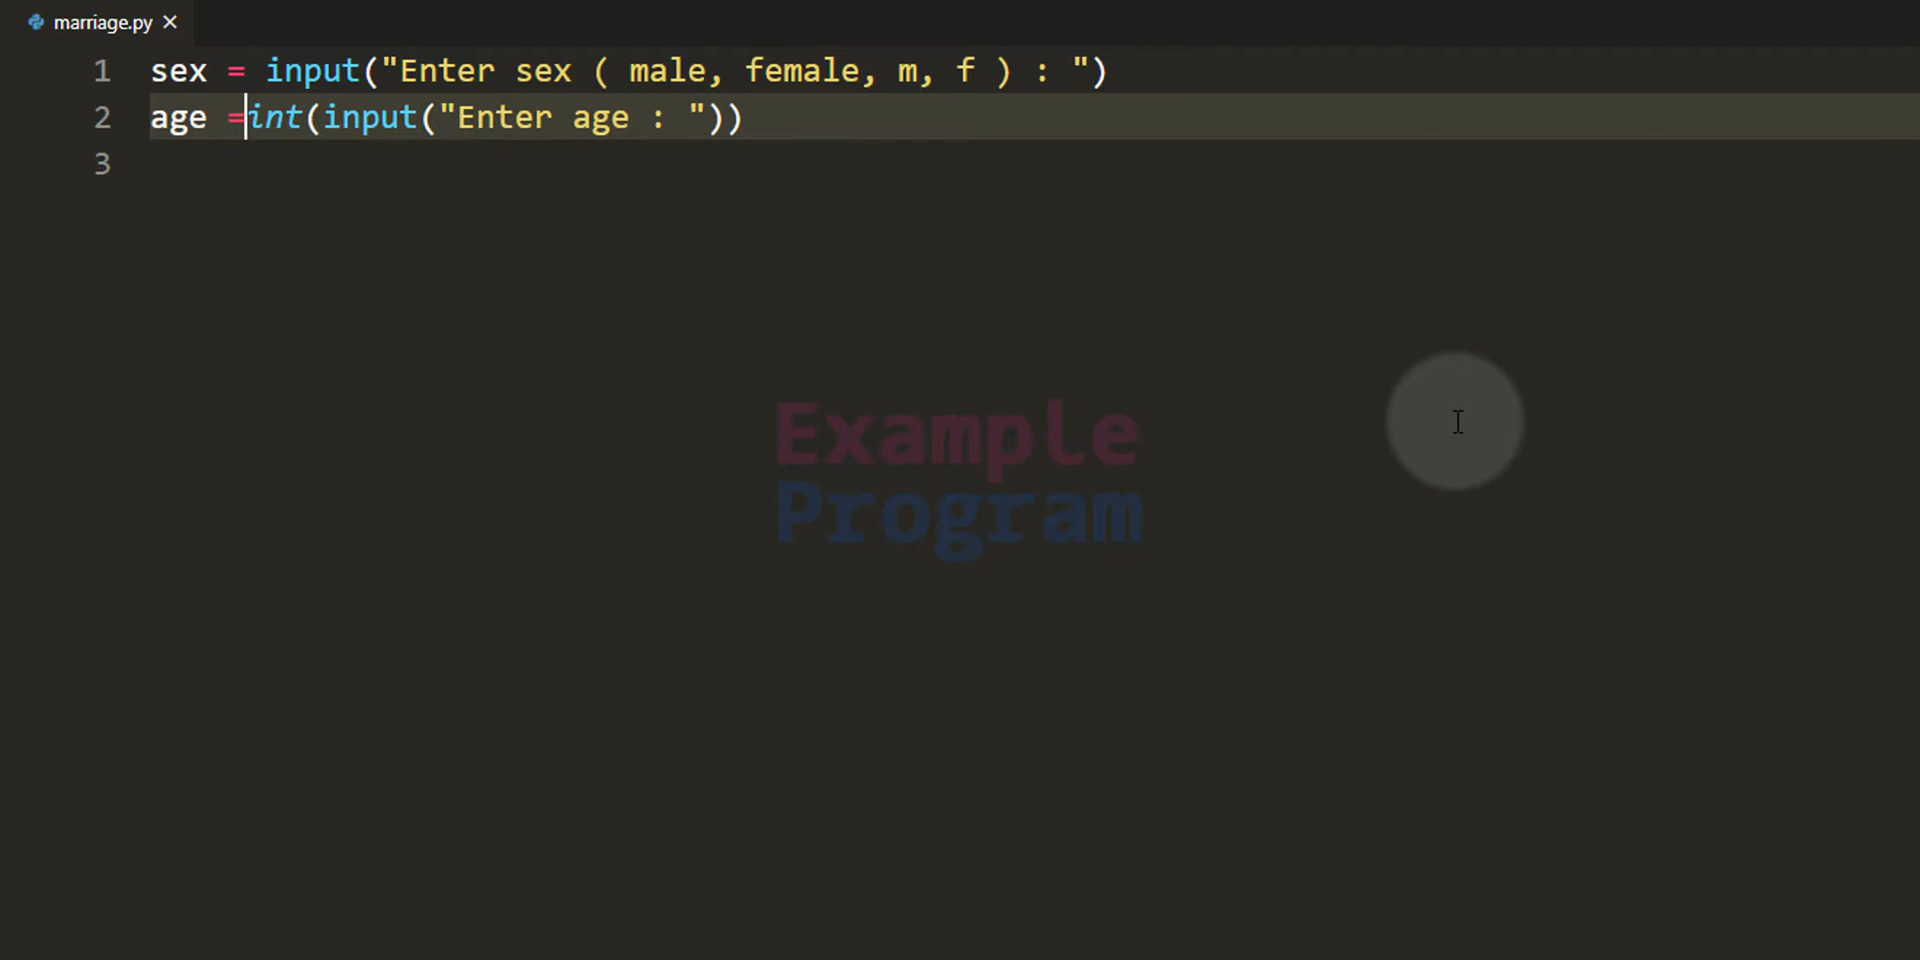 marriage.py
1 sex = input("Enter sex ( male, female, m, f ) : ")
2 age =int(input("Enter age : "))
3
Example
Program